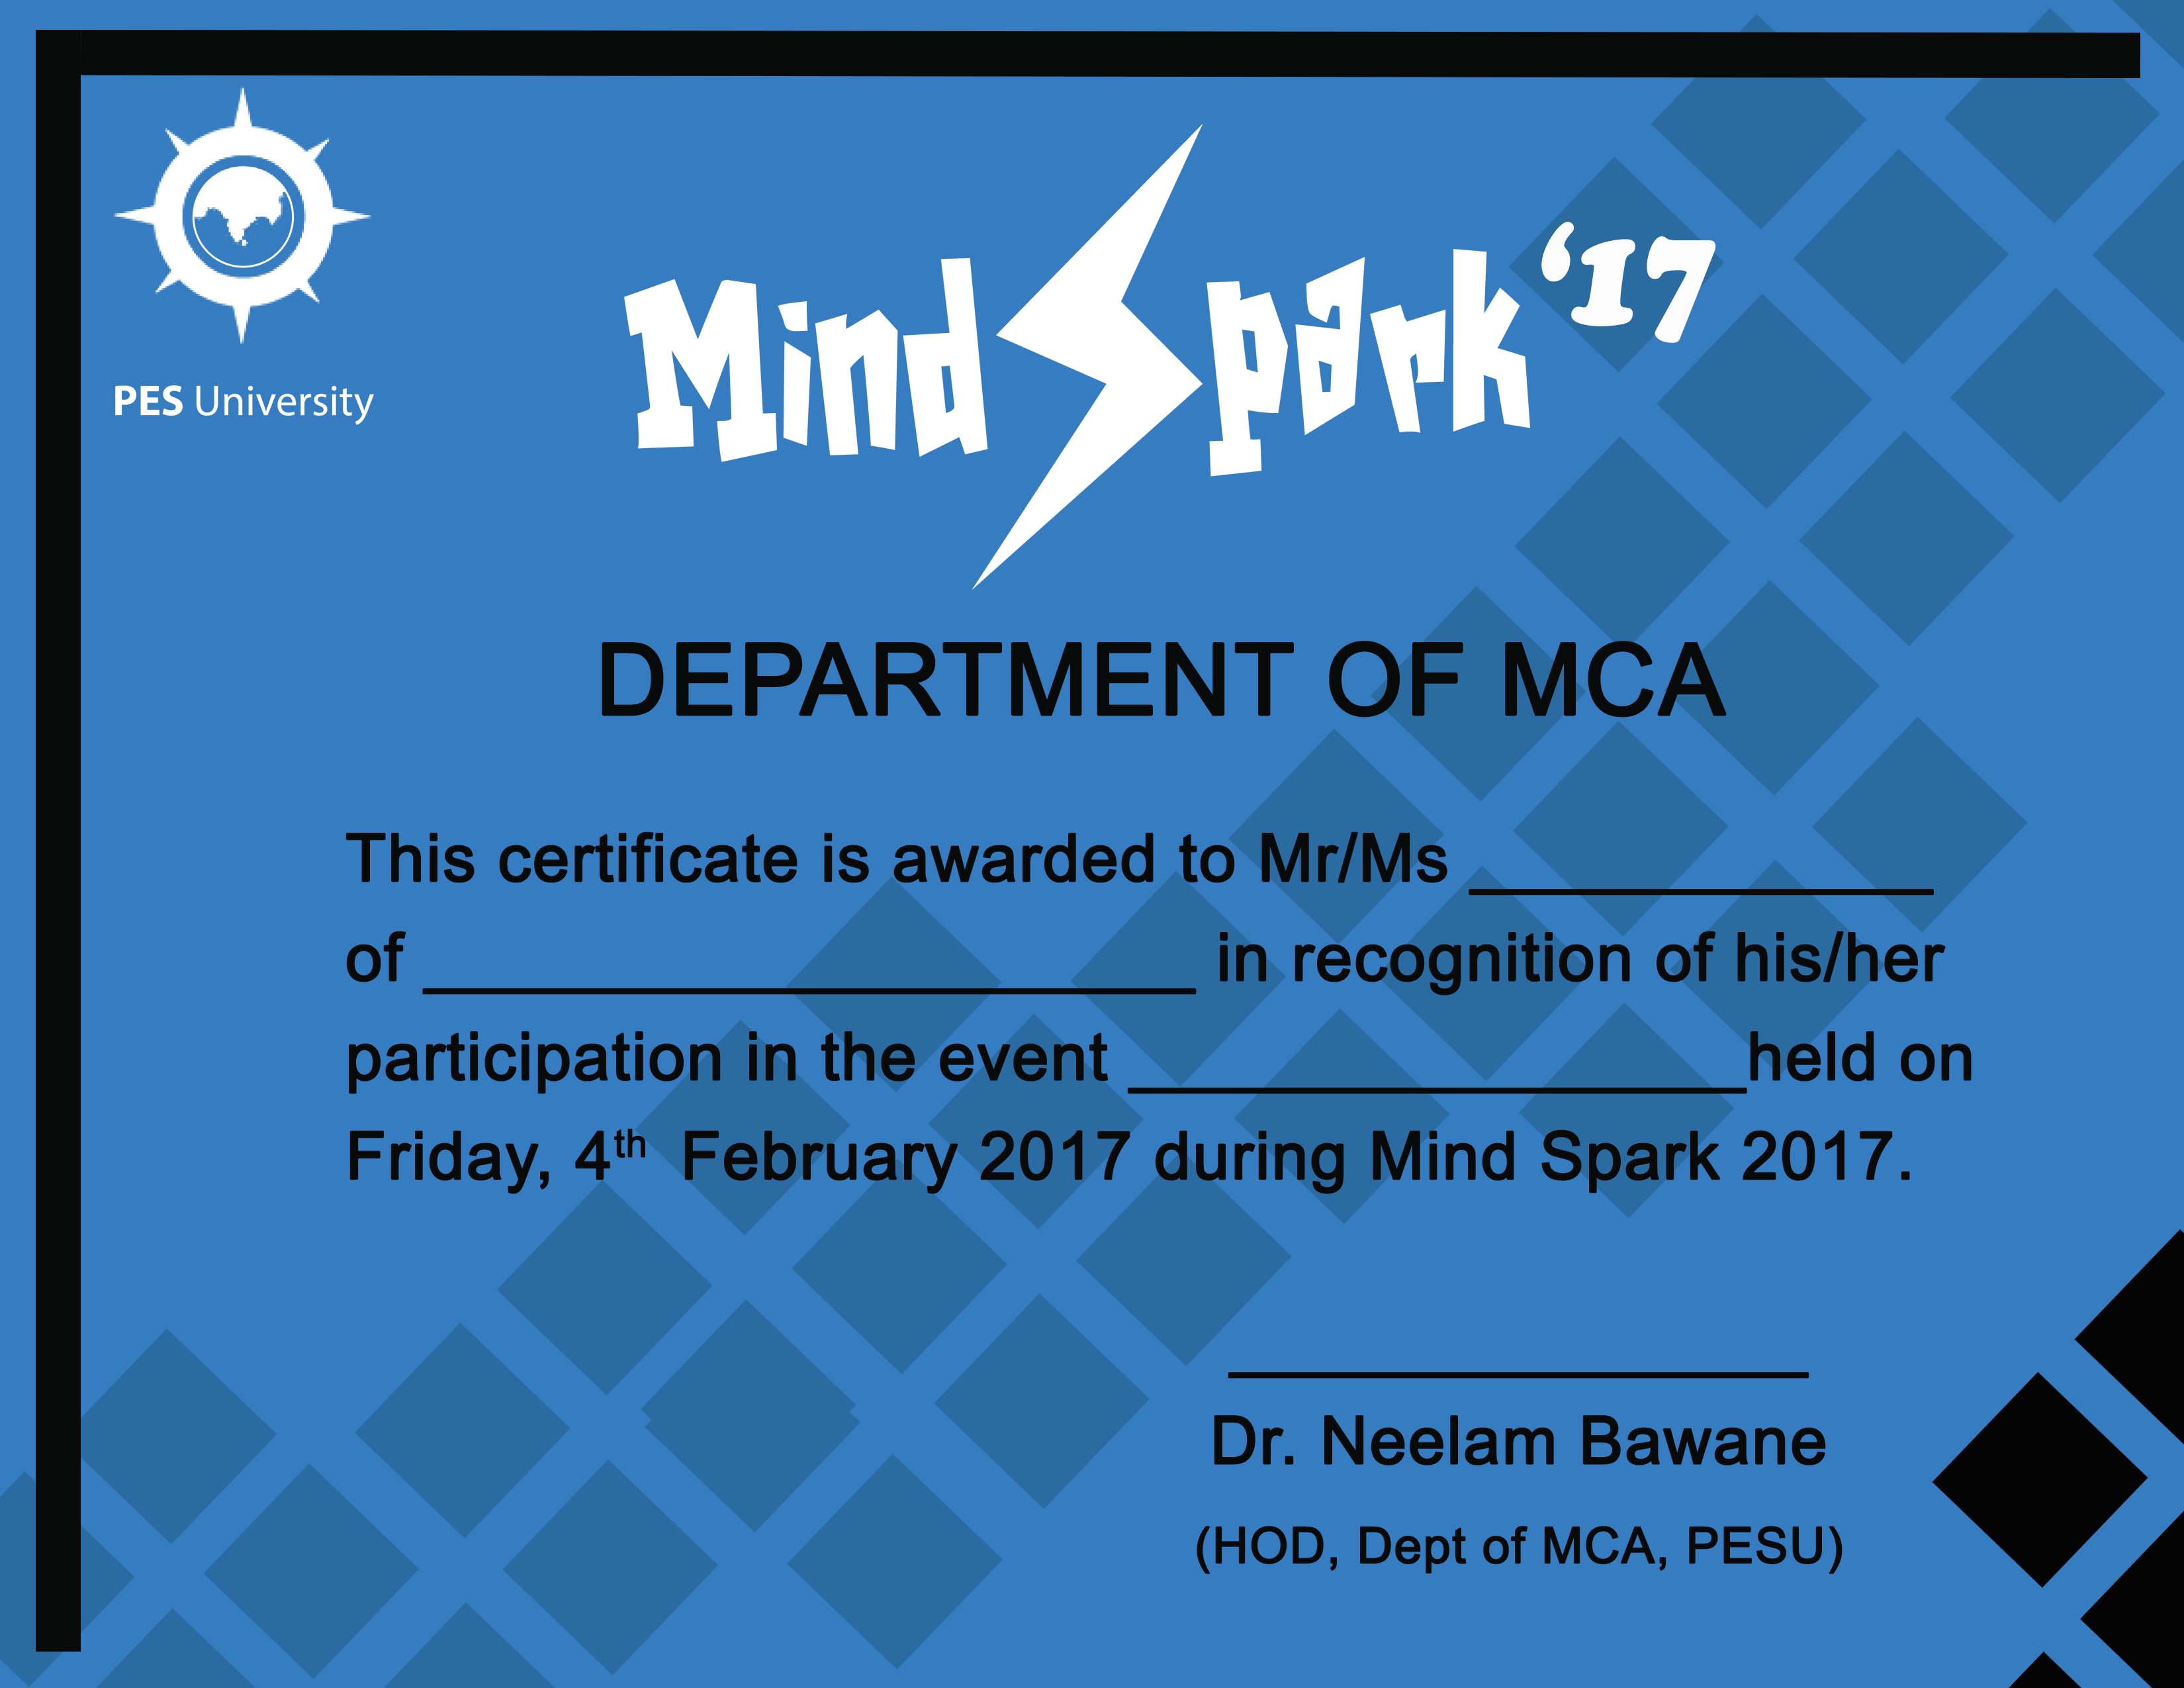 PES University
Mind Spark ‘17
DEPARTMENT OF MCA
This certificate is awarded to Mr/Ms ____________
of ____________________ in recognition of his/her
participation in the event ________________held on
Friday, 4th February 2017 during Mind Spark 2017.
_______________
Dr. Neelam Bawane
(HOD, Dept of MCA, PESU)